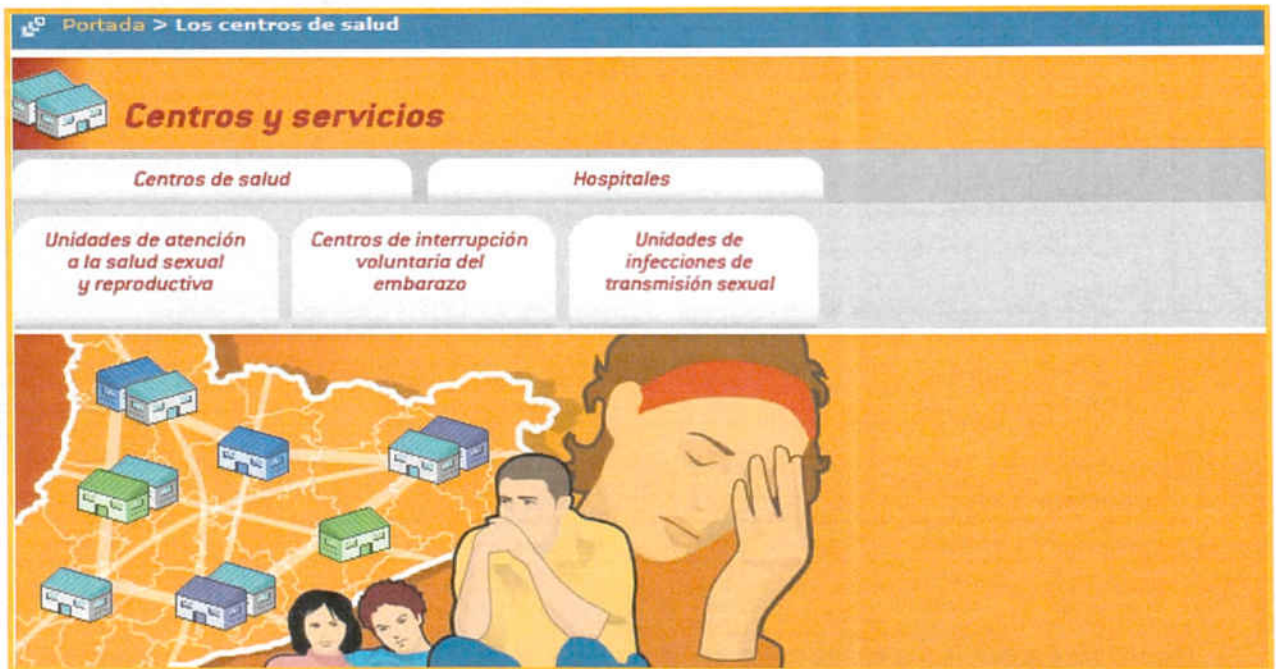 Portada > Los centros de salud
Centros y servicios
Centros de salud
Hospitales
Unidades de atención
a la salud sexual
y reproductiva
Centros de interrupción
voluntaria del
embarazo
Unidades de
infecciones de
transmisión sexual